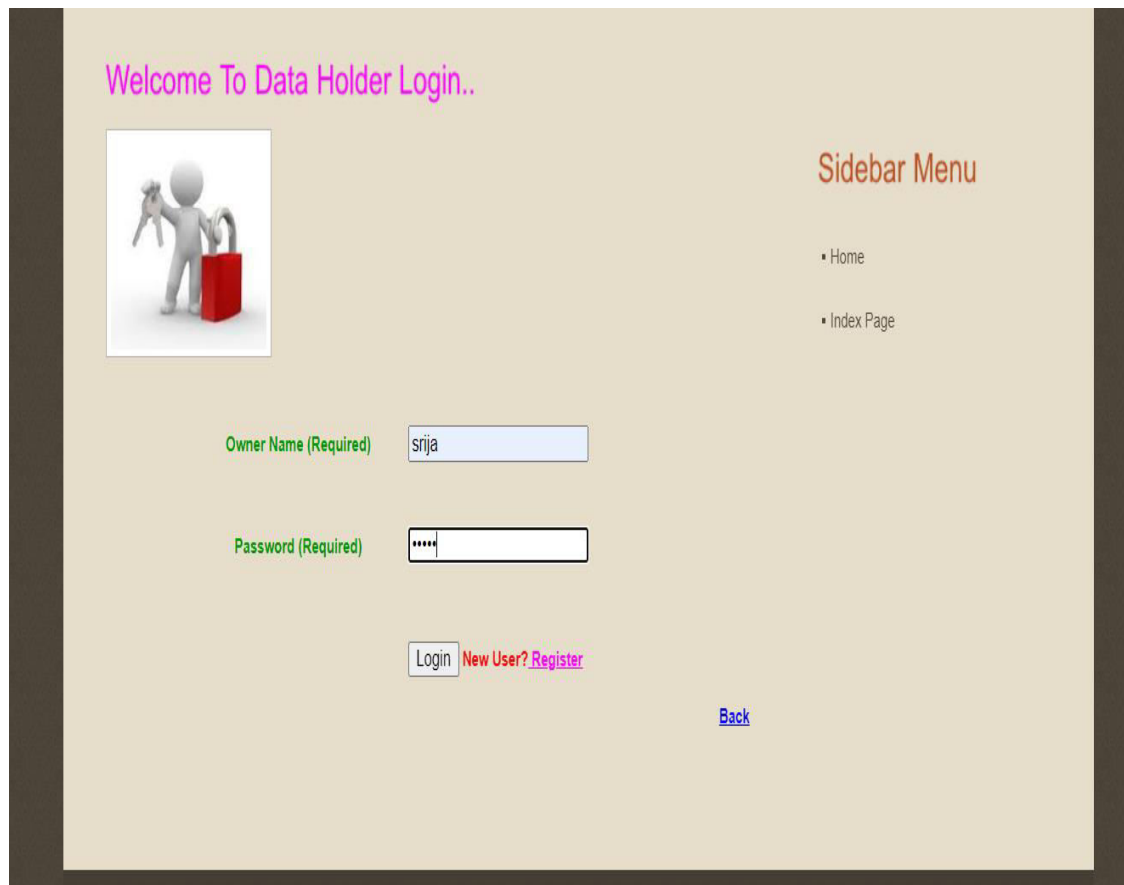 Welcome To Data Holder Login..
Sidebar Menu
▪ Home
▪ Index Page
Owner Name (Required) srija
Password (Required) •••••
Login New User? Register
Back